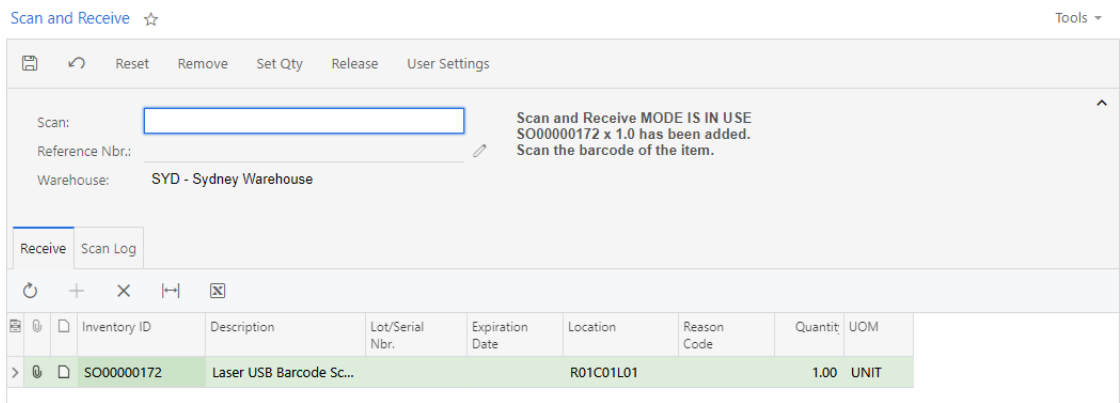 Scan and Receive
Tools
Reset Remove Set Qty Release User Settings
Scan:
Scan and Receive MODE IS IN USE
SO00000172 x 1.0 has been added.
Scan the barcode of the item.
Reference Nbr.:
Warehouse: SYD - Sydney Warehouse
Receive Scan Log
Inventory ID Description Lot/Serial Nbr. Expiration Date Location Reason Code Quantit UOM
SO00000172 Laser USB Barcode Sc... R01C01L01 1.00 UNIT